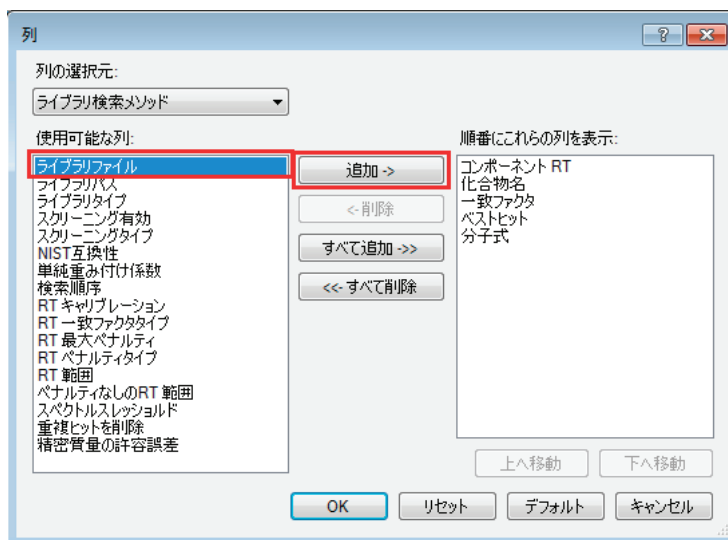 列
列の選択元:
ライブラリ検索メソッド
使用可能な列:
ライブラリファイル
ライブラリパス
ライブラリタイプ
スクリーニング有効
スクリーニングタイプ
NIST互換性
単純重み付け係数
検索順序
RT キャリブレーション
RT 一致ファクタタイプ
RT 最大ペナルティ
RT ペナルティタイプ
RT 範囲
ペナルティなしのRT 範囲
スペクトルスレッショルド
重複ヒットを削除
精密質量の許容誤差
追加 ->
<- 削除
すべて追加 ->>
<<- すべて削除
順番にこれらの列を表示:
コンポーネント RT
化合物名
一致ファクタ
ベストヒット
分子式
上へ移動
下へ移動
OK
リセット
デフォルト
キャンセル